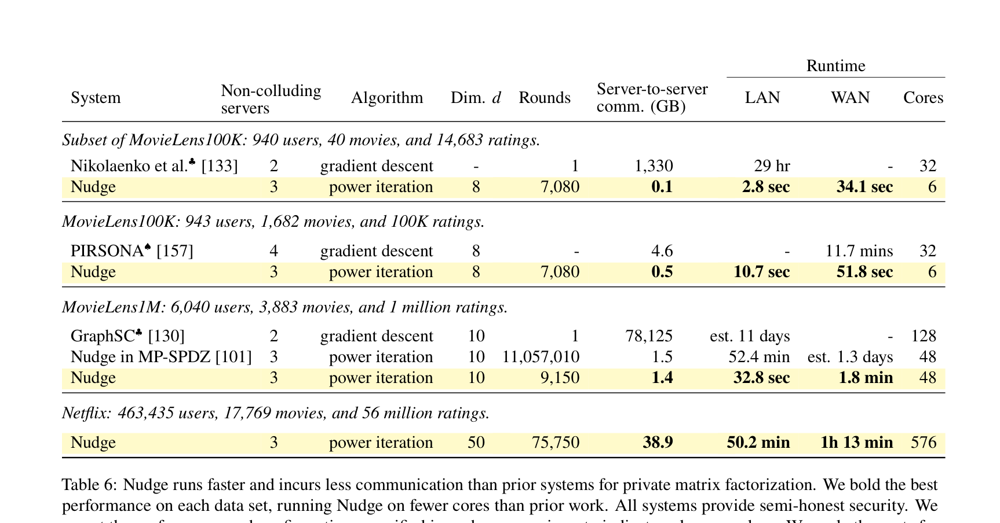 Runtime
System Non-colluding servers Algorithm Dim. d Rounds Server-to-server comm. (GB) LAN WAN Cores
Subset of MovieLens100K: 940 users, 40 movies, and 14,683 ratings.
Nikolaenko et al.♣ [133] 2 gradient descent - 1 1,330 29 hr - 32
Nudge 3 power iteration 8 7,080 0.1 2.8 sec 34.1 sec 6
MovieLens100K: 943 users, 1,682 movies, and 100K ratings.
PIRSONA♠ [157] 4 gradient descent 8 - 4.6 - 11.7 mins 32
Nudge 3 power iteration 8 7,080 0.5 10.7 sec 51.8 sec 6
MovieLens1M: 6,040 users, 3,883 movies, and 1 million ratings.
GraphSC♣ [130] 2 gradient descent 10 1 78,125 est. 11 days - 128
Nudge in MP-SPDZ [101] 3 power iteration 10 11,057,010 1.5 52.4 min est. 1.3 days 48
Nudge 3 power iteration 10 9,150 1.4 32.8 sec 1.8 min 48
Netflix: 463,435 users, 17,769 movies, and 56 million ratings.
Nudge 3 power iteration 50 75,750 38.9 50.2 min 1h 13 min 576
Table 6: Nudge runs faster and incurs less communication than prior systems for private matrix factorization. We bold the best
performance on each data set, running Nudge on fewer cores than prior work. All systems provide semi-honest security. We